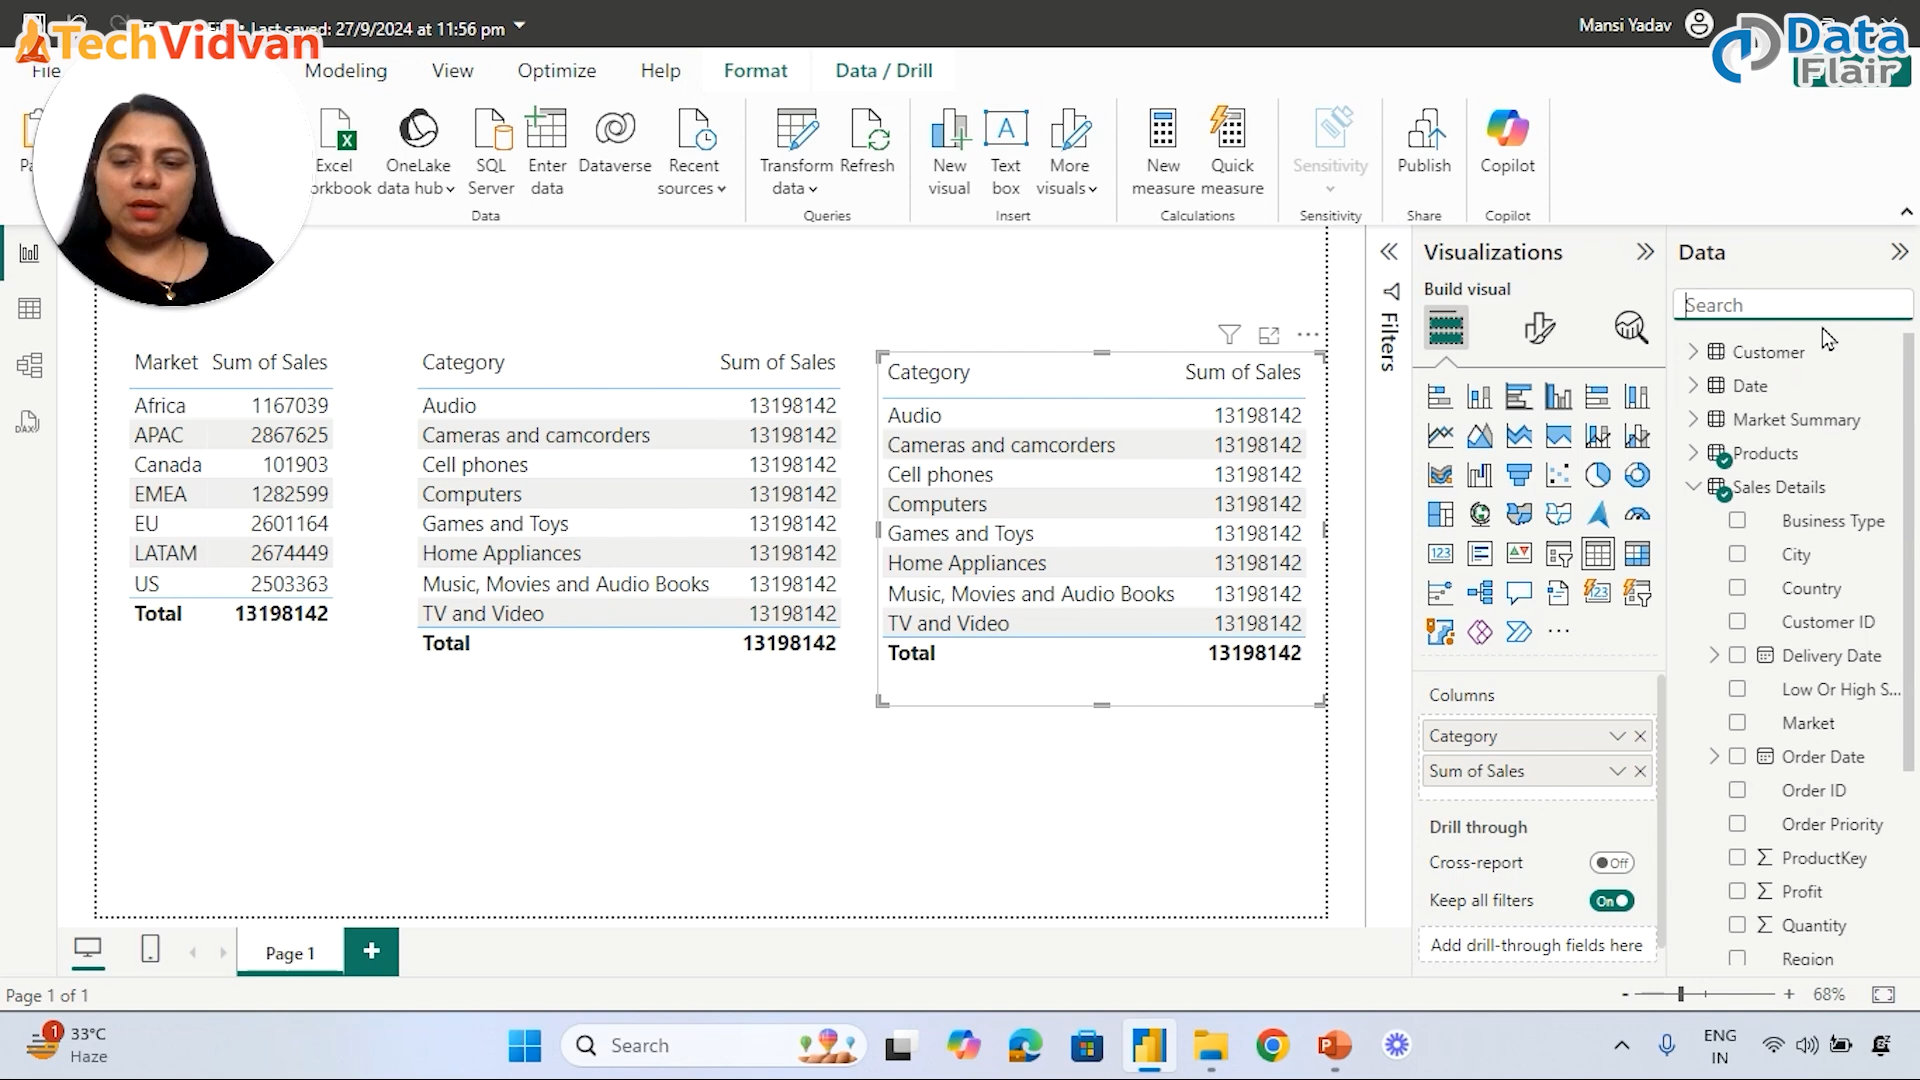 Last saved: 27/9/2024 at 11:56 pm
Mansi Yadav
TechVidvan
Data
Flair
File
Modeling
View
Optimize
Help
Format
Data / Drill
Excel
OneLake
data hub
SQL
Server
Enter
data
Dataverse
Recent
sources
Transform
data
Refresh
New
visual
Text
box
More
visuals
New
measure
Quick
measure
Sensitivity
Publish
Copilot
Data
Queries
Insert
Calculations
Sensitivity
Share
Copilot
Market Sum of Sales
Africa 1167039
APAC 2867625
Canada 101903
EMEA 1282599
EU 2601164
LATAM 2674449
US 2503363
Total 13198142
Category Sum of Sales
Audio 13198142
Cameras and camcorders 13198142
Cell phones 13198142
Computers 13198142
Games and Toys 13198142
Home Appliances 13198142
Music, Movies and Audio Books 13198142
TV and Video 13198142
Total 13198142
Category Sum of Sales
Audio 13198142
Cameras and camcorders 13198142
Cell phones 13198142
Computers 13198142
Games and Toys 13198142
Home Appliances 13198142
Music, Movies and Audio Books 13198142
TV and Video 13198142
Total 13198142
Filters
Visualizations
Build visual
Columns
Category
Sum of Sales
Drill through
Cross-report Off
Keep all filters On
Add drill-through fields here
Data
Search
Customer
Date
Market Summary
Products
Sales Details
Business Type
City
Country
Customer ID
Delivery Date
Low Or High S...
Market
Order Date
Order ID
Order Priority
ProductKey
Profit
Quantity
Region
Page 1
Page 1 of 1
68%
1
33°C
Haze
Search
ENG
IN